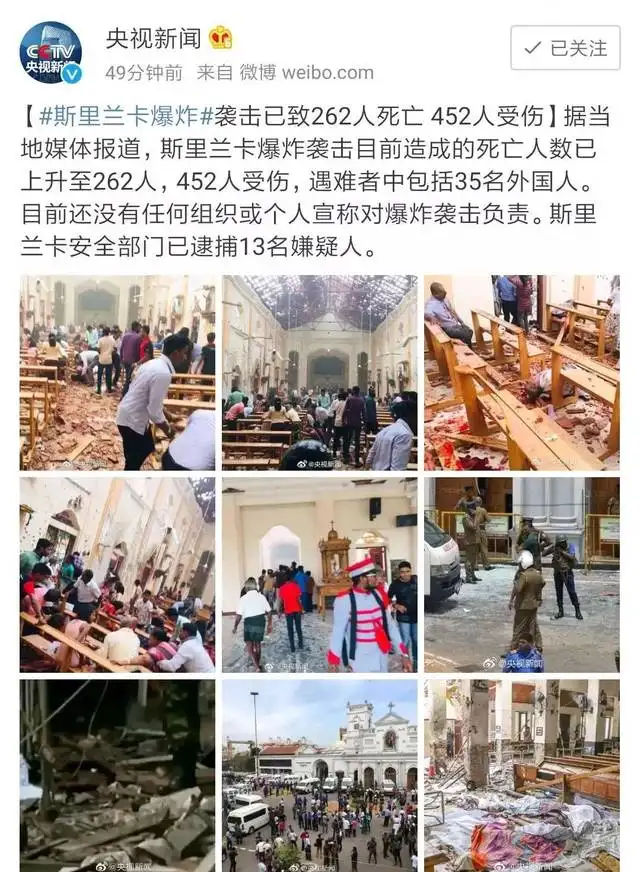 CCTV
央视新闻
央视新闻
49分钟前 来自 微博 weibo.com
已关注
【#斯里兰卡爆炸#袭击已致262人死亡 452人受伤】据当
地媒体报道，斯里兰卡爆炸袭击目前造成的死亡人数已
上升至262人，452人受伤，遇难者中包括35名外国人。
目前还没有任何组织或个人宣称对爆炸袭击负责。斯里
兰卡安全部门已逮捕13名嫌疑人。
@央视新闻
@央视新闻
@央视新闻
@央视新闻
@央视新闻
@央视新闻
@央视新闻
@央视新闻
@央视新闻